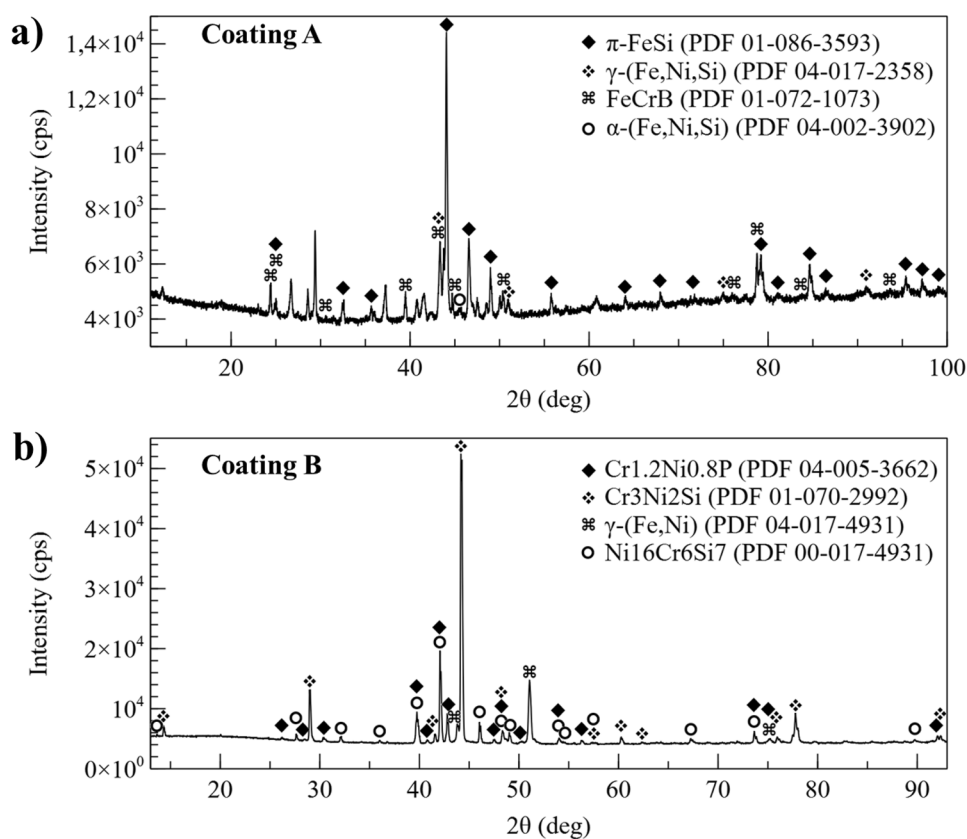 a)
Coating A
◆ π-FeSi (PDF 01-086-3593)
❖ γ-(Fe,Ni,Si) (PDF 04-017-2358)
⌘ FeCrB (PDF 01-072-1073)
o α-(Fe,Ni,Si) (PDF 04-002-3902)
Intensity (cps)
1,4×10⁴
1,2×10⁴
1×10⁴
8×10³
6×10³
4×10³
20 40 60 80 100
2θ (deg)
b)
Coating B
◆ Cr1.2Ni0.8P (PDF 04-005-3662)
❖ Cr3Ni2Si (PDF 01-070-2992)
⌘ γ-(Fe,Ni) (PDF 04-017-4931)
o Ni16Cr6Si7 (PDF 00-017-4931)
Intensity (cps)
5×10⁴
4×10⁴
3×10⁴
2×10⁴
1×10⁴
0×10⁰
20 30 40 50 60 70 80 90
2θ (deg)